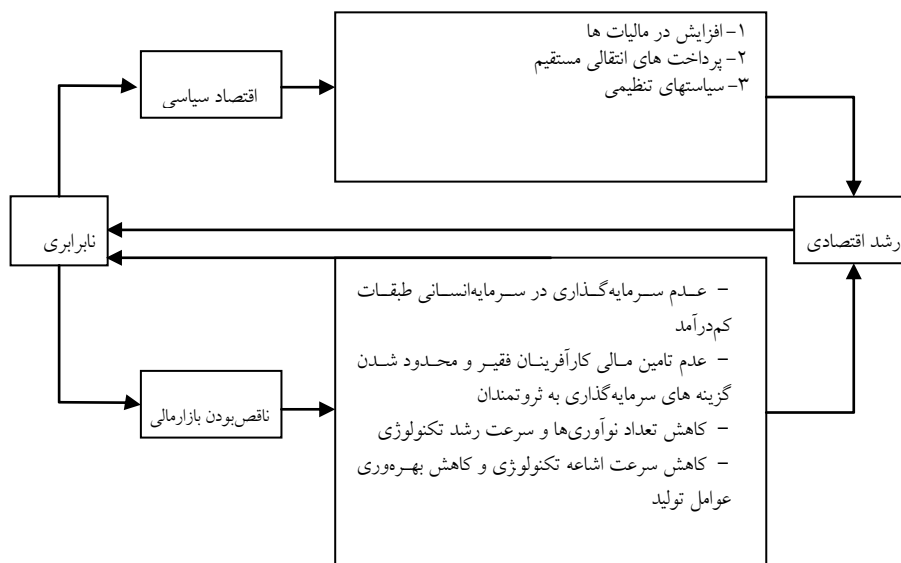 ۱- افزایش در مالیات ها
۲- پرداخت های انتقالی مستقیم
۳- سیاستهای تنظیمی
اقتصاد سیاسی
نابرابری
رشد اقتصادی
- عدم سرمایه‌گذاری در سرمایه‌انسانی طبقات
کم‌درآمد
- عدم تامین مالی کارآفرینان فقیر و محدود شدن
گزینه های سرمایه‌گذاری به ثروتمندان
- کاهش تعداد نوآوری‌ها و سرعت رشد تکنولوژی
- کاهش سرعت اشاعه تکنولوژی و کاهش بهره‌وری
عوامل تولید
ناقص‌بودن بازارمالی